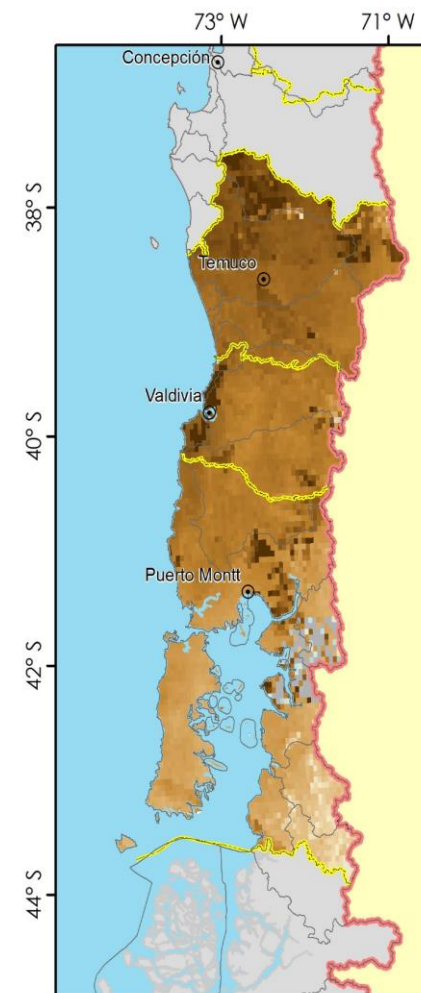 73° W
71° W
Concepción
38° S
Temuco
Valdivia
40° S
Puerto Montt
42° S
44° S